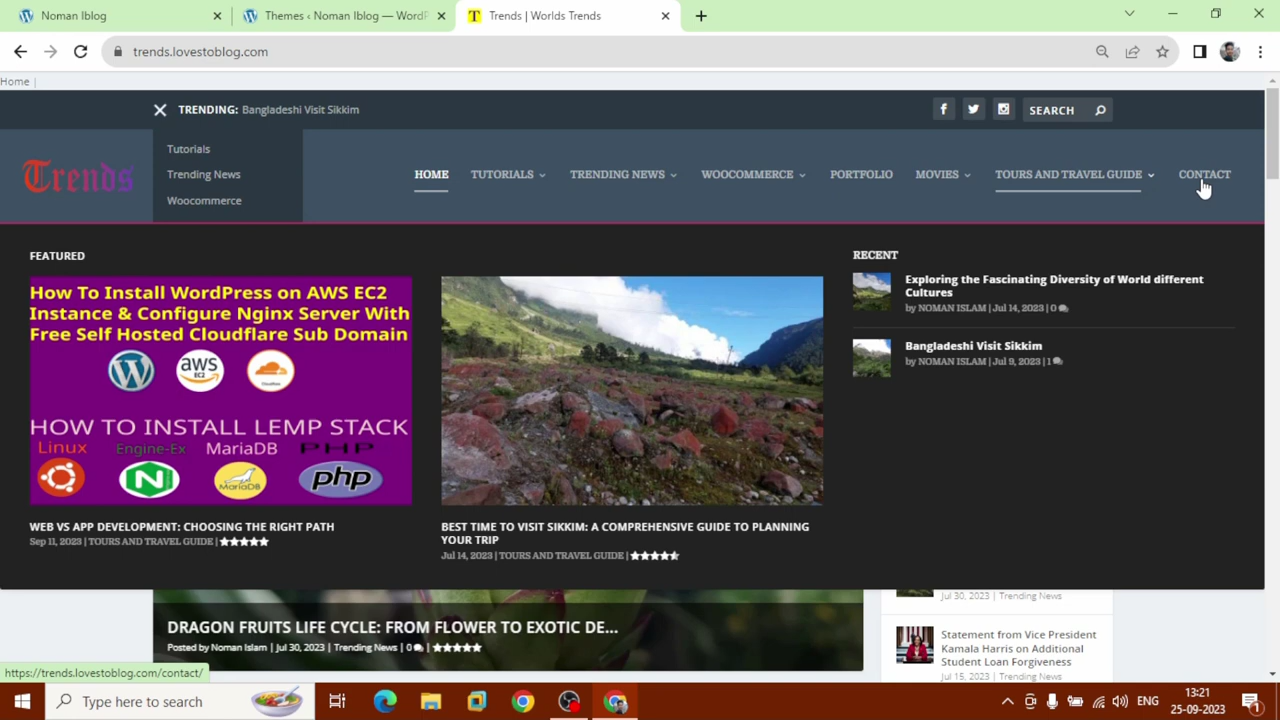 Noman Iblog
Themes ‹ Noman Iblog — WordP
Trends | Worlds Trends
trends.lovestoblog.com
Home |
TRENDING: Bangladeshi Visit Sikkim
SEARCH
Tutorials
Trending News
Woocommerce
Trends
HOME
TUTORIALS
TRENDING NEWS
WOOCOMMERCE
PORTFOLIO
MOVIES
TOURS AND TRAVEL GUIDE
CONTACT
FEATURED
How To Install WordPress on AWS EC2
Instance & Configure Nginx Server With
Free Self Hosted Cloudflare Sub Domain
aws
EC2
Cloudflare
HOW TO INSTALL LEMP STACK
Linux Engine-Ex MariaDB PHP
MariaDB
php
WEB VS APP DEVELOPMENT: CHOOSING THE RIGHT PATH
Sep 11, 2023 | TOURS AND TRAVEL GUIDE |
BEST TIME TO VISIT SIKKIM: A COMPREHENSIVE GUIDE TO PLANNING
YOUR TRIP
Jul 14, 2023 | TOURS AND TRAVEL GUIDE |
RECENT
Exploring the Fascinating Diversity of World different
Cultures
by NOMAN ISLAM | Jul 14, 2023 | 0
Bangladeshi Visit Sikkim
by NOMAN ISLAM | Jul 9, 2023 | 1
DRAGON FRUITS LIFE CYCLE: FROM FLOWER TO EXOTIC DE...
Posted by Noman Islam | Jul 30, 2023 | Trending News | 0 |
Jul 30, 2023 | Trending News
Statement from Vice President
Kamala Harris on Additional
Student Loan Forgiveness
Jul 15, 2023 | Trending News
https://trends.lovestoblog.com/contact/
Type here to search
ENG
13:21
25-09-2023
1